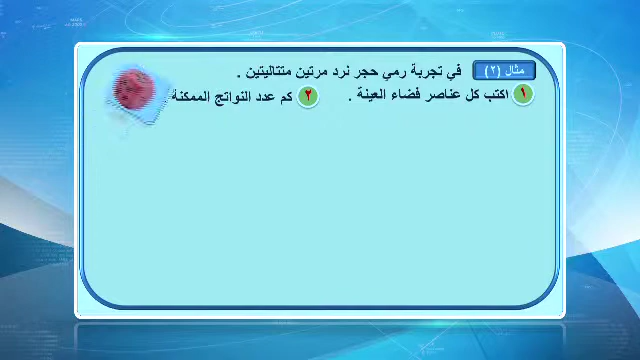 مثال (٢) في تجربة رمي حجر نرد مرتين متتاليتين .
١ اكتب كل عناصر فضاء العينة . ٢ كم عدد النواتج الممكنة .